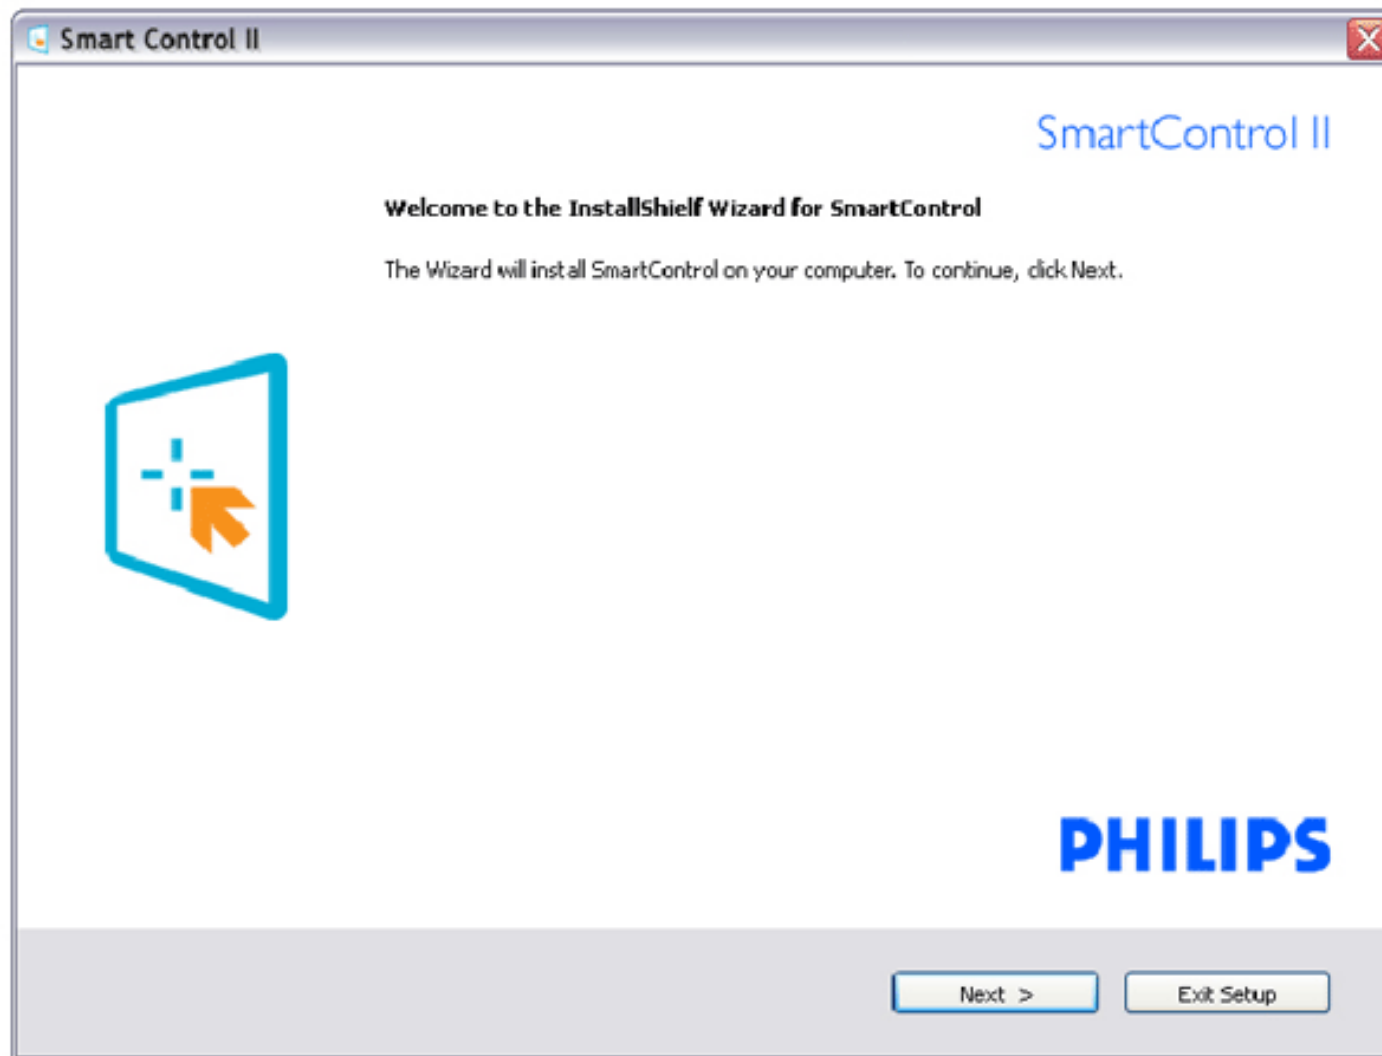 Smart Control II
SmartControl II
Welcome to the InstallShielf Wizard for SmartControl
The Wizard will install SmartControl on your computer. To continue, click Next.
PHILIPS
Next >
Exit Setup